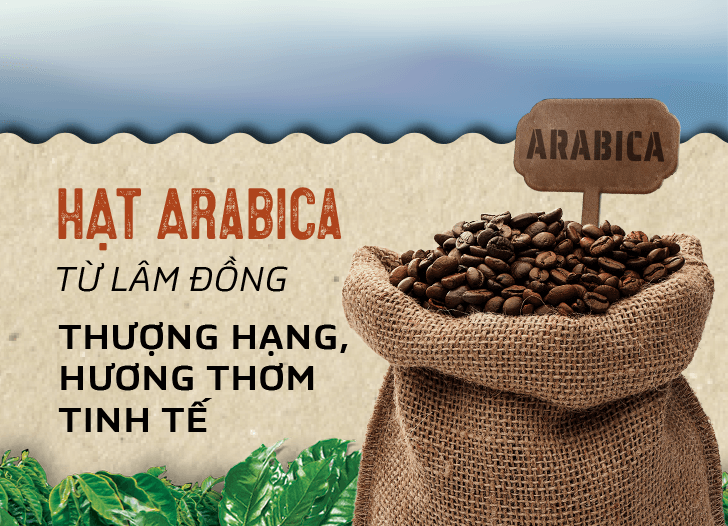 ARABICA
HẠT ARABICA
TỪ LÂM ĐỒNG
THƯỢNG HẠNG,
HƯƠNG THƠM
TINH TẾ